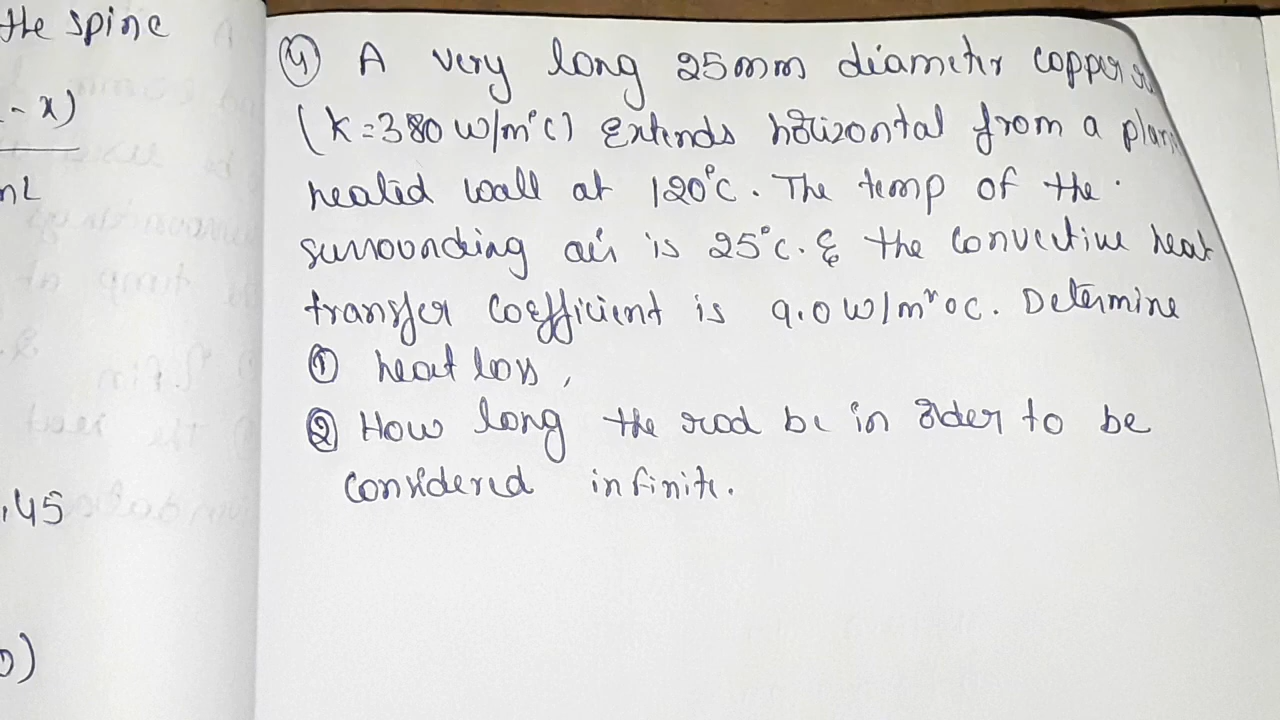 the spine
- x)
nL
.45
④ A very long 25mm diameter copper
(K=380 W/m°C) Extends horizontal from a
heated wall at 120°C. The temp of the
surrounding air is 25°C. & the convective heat
transfer coefficient is 9.0 W/m² °C. Determine
① heat loss,
② How long the rod be in order to be
considered infinite.